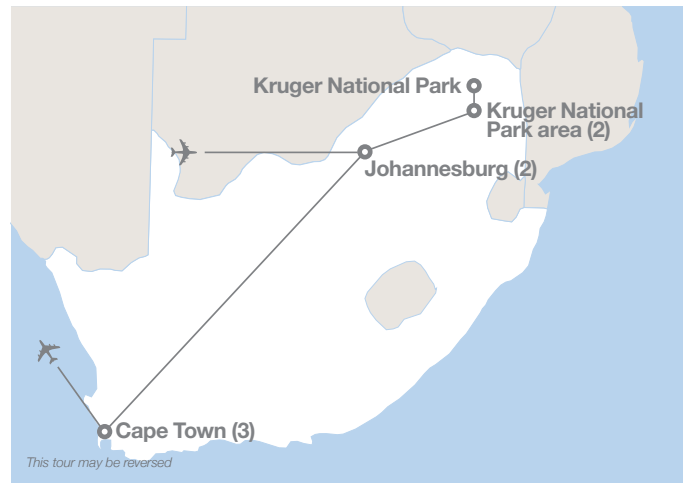 Kruger National Park
Kruger National
Park area (2)
Johannesburg (2)
Cape Town (3)
This tour may be reversed